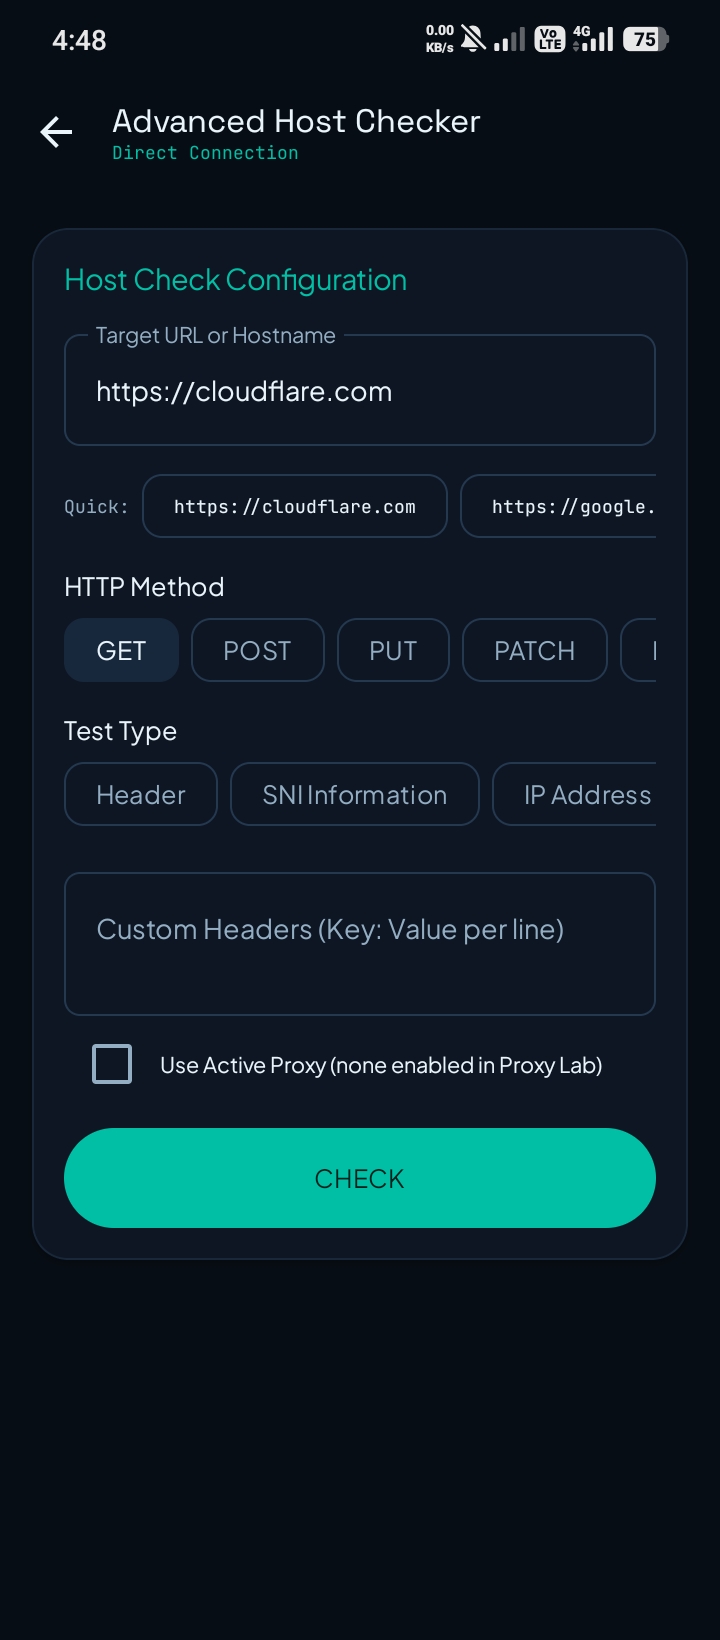 4:48
0.00
KB/s
Vo
LTE
4G
75
Advanced Host Checker
Direct Connection
Host Check Configuration
Target URL or Hostname
https://cloudflare.com
Quick: https://cloudflare.com https://google.
HTTP Method
GET POST PUT PATCH
Test Type
Header SNI Information IP Address
Custom Headers (Key: Value per line)
Use Active Proxy (none enabled in Proxy Lab)
CHECK